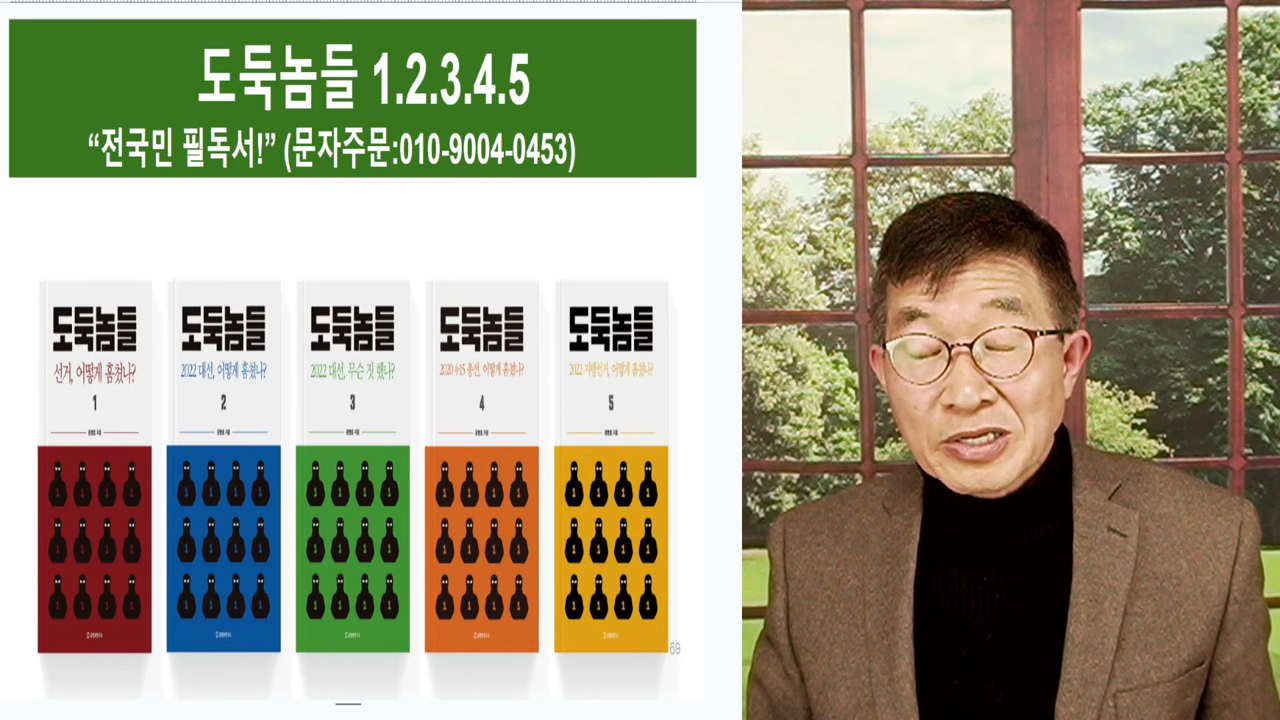 도둑놈들 1.2.3.4.5
“전국민 필독서!” (문자주문:010-9004-0453)
도둑놈들
선거, 어떻게 훔쳤나?
1
도둑놈들
2022 대선, 어떻게 훔쳤나?
2
도둑놈들
2022 대선, 무슨 짓 했나?
3
도둑놈들
2020 4•15 총선, 어떻게 훔쳤나?
4
도둑놈들
2022 지방선거, 어떻게 훔쳤나?
5
69